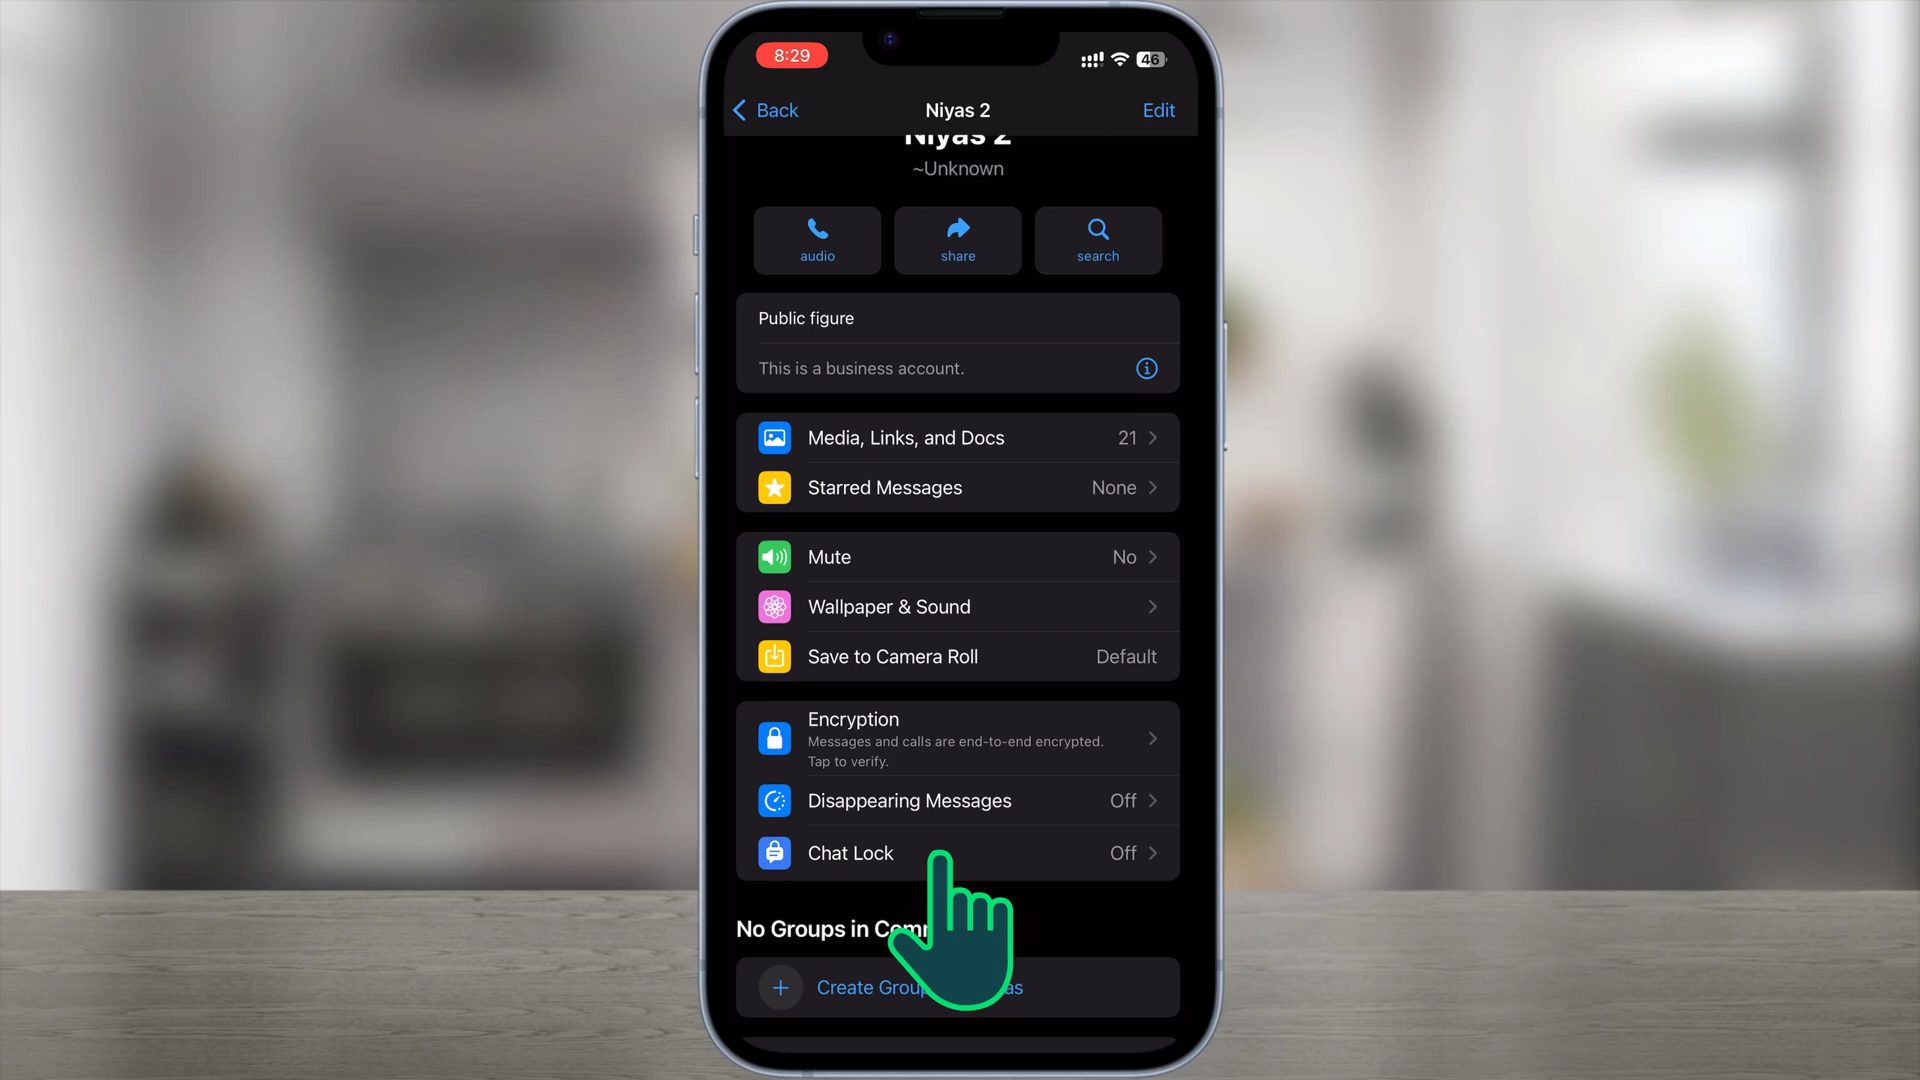 8:29
46
Back
Niyas 2
Edit
Niyas 2
~Unknown
audio
share
search
Public figure
This is a business account.
Media, Links, and Docs 21
Starred Messages None
Mute No
Wallpaper & Sound
Save to Camera Roll Default
Encryption
Messages and calls are end-to-end encrypted.
Tap to verify.
Disappearing Messages Off
Chat Lock Off
No Groups in
Create